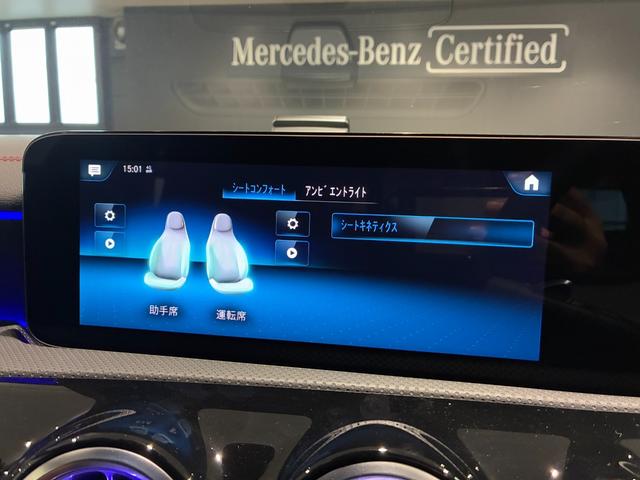 Mercedes-Benz Certified
15:01
シートコンフォート アンビエントライト
シートキネティクス
助手席 運転席